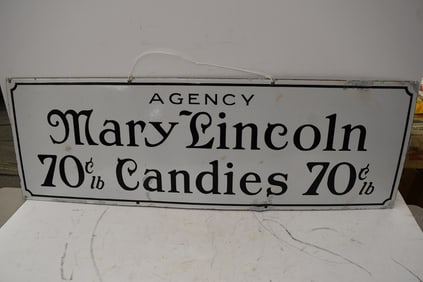 AGENCY
Mary Lincoln
70¢ lb Candies 70¢ lb